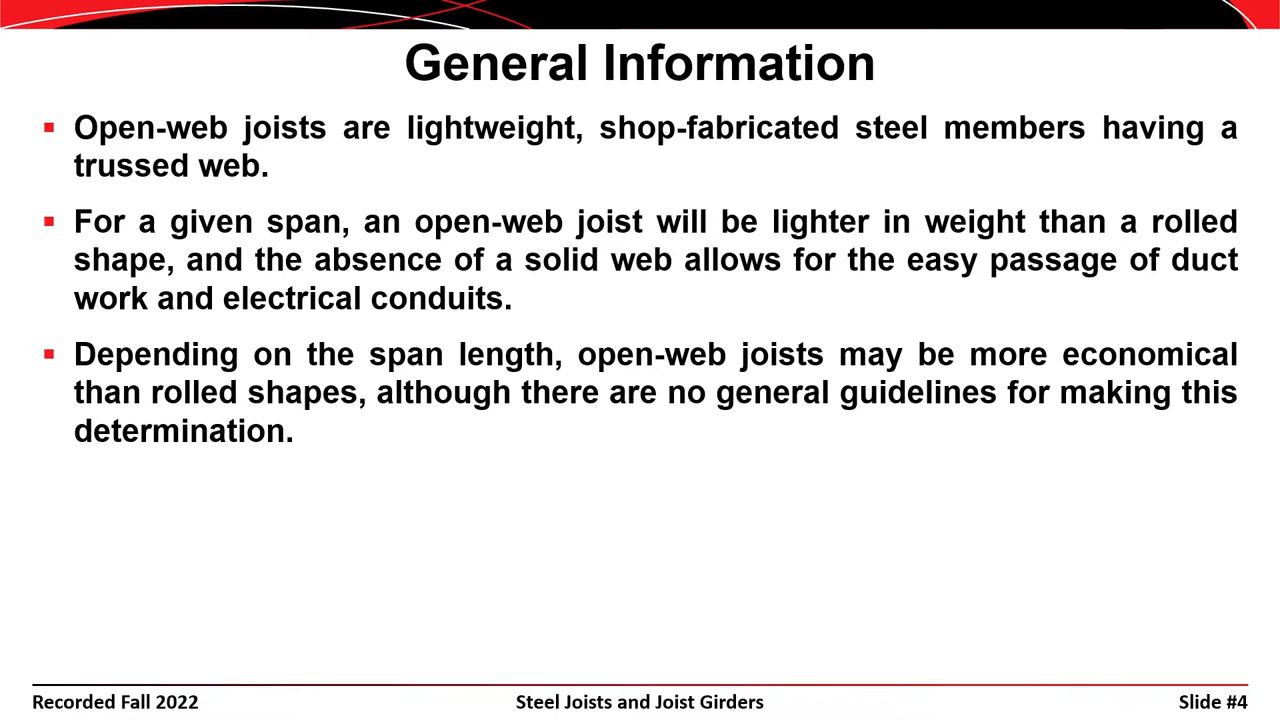 General Information
▪ Open-web joists are lightweight, shop-fabricated steel members having a
trussed web.
▪ For a given span, an open-web joist will be lighter in weight than a rolled
shape, and the absence of a solid web allows for the easy passage of duct
work and electrical conduits.
▪ Depending on the span length, open-web joists may be more economical
than rolled shapes, although there are no general guidelines for making this
determination.
Recorded Fall 2022
Steel Joists and Joist Girders
Slide #4